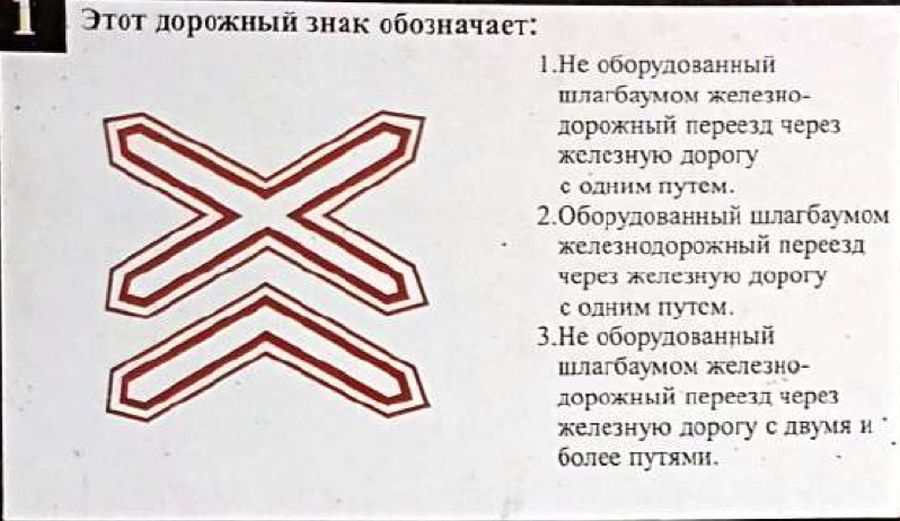 1
Этот дорожный знак обозначает:
1.Не оборудованный
шлагбаумом железно-
дорожный переезд через
железную дорогу
с одним путем.
2.Оборудованный шлагбаумом
железнодорожный переезд
через железную дорогу
с одним путем.
3.Не оборудованный
шлагбаумом железно-
дорожный переезд через
железную дорогу с двумя и
более путями.